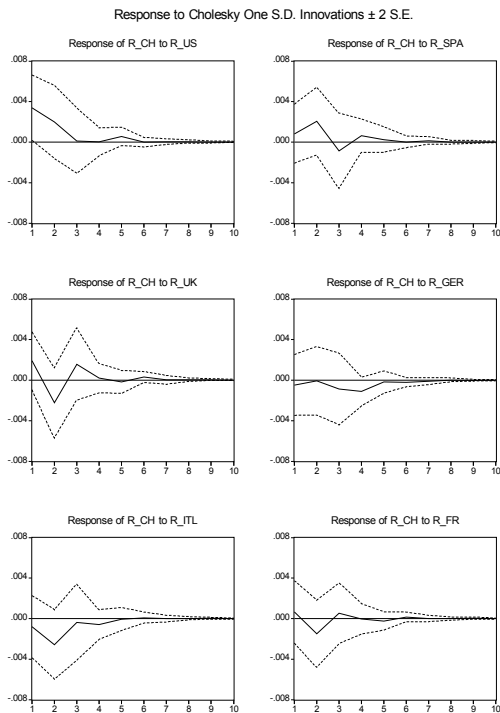 Response to Cholesky One S.D. Innovations ± 2 S.E.
Response of R_CH to R_US
.008
.004
.000
-.004
-.008
1 2 3 4 5 6 7 8 9 10
Response of R_CH to R_SPA
.008
.004
.000
-.004
-.008
1 2 3 4 5 6 7 8 9 10
Response of R_CH to R_UK
.008
.004
.000
-.004
-.008
1 2 3 4 5 6 7 8 9 10
Response of R_CH to R_GER
.008
.004
.000
-.004
-.008
1 2 3 4 5 6 7 8 9 10
Response of R_CH to R_ITL
.008
.004
.000
-.004
-.008
1 2 3 4 5 6 7 8 9 10
Response of R_CH to R_FR
.008
.004
.000
-.004
-.008
1 2 3 4 5 6 7 8 9 10